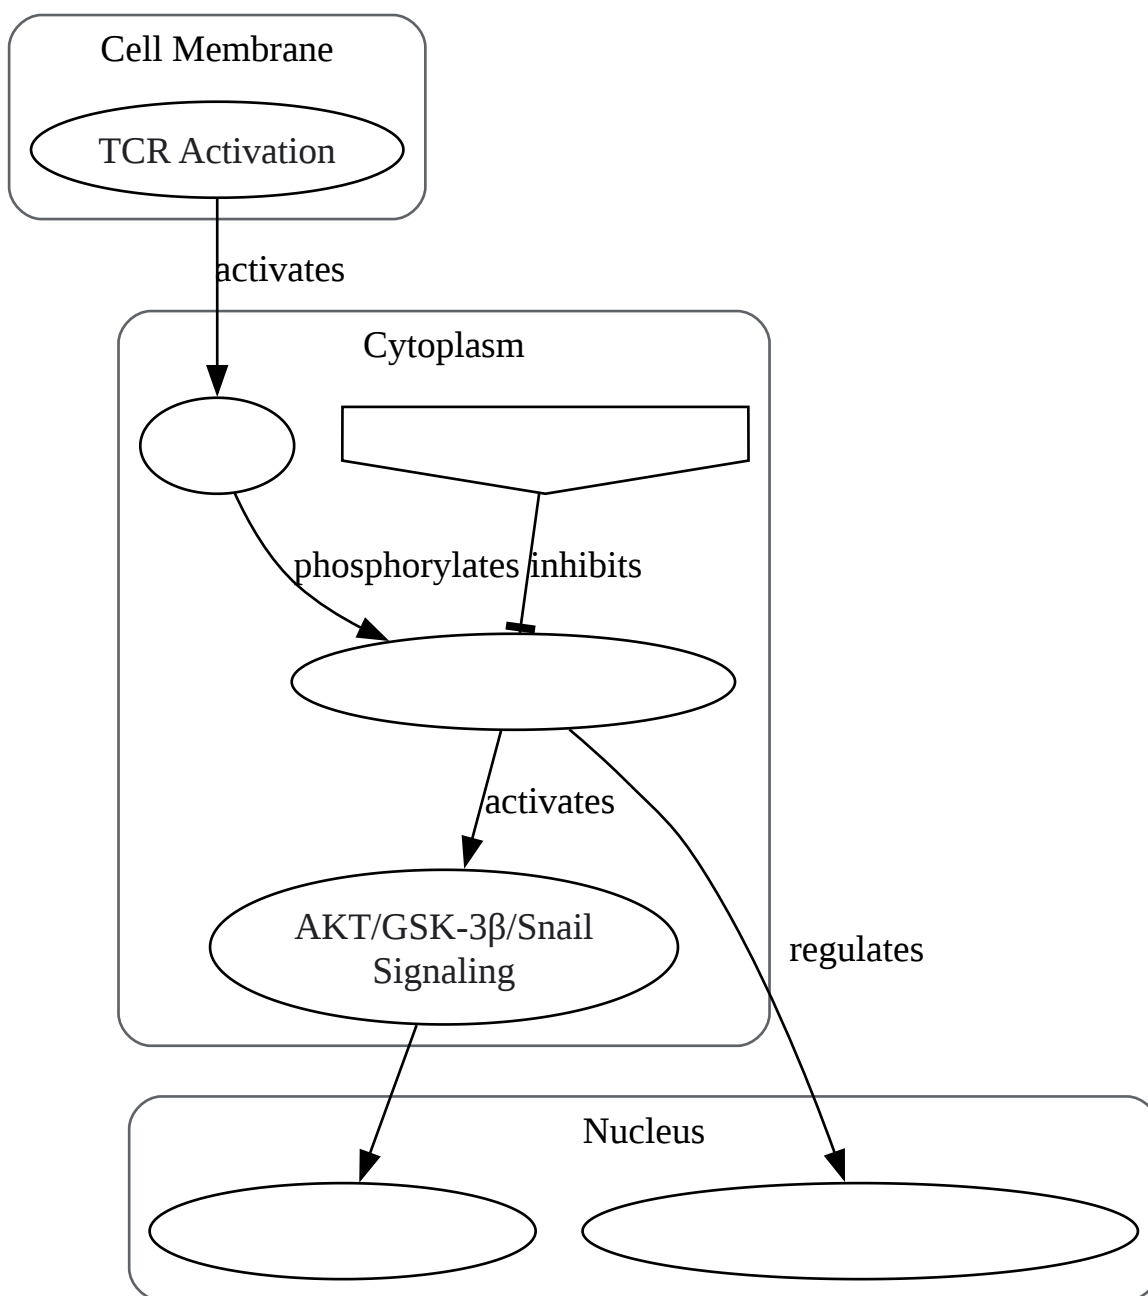 Cell Membrane
TCR Activation
activates
Cytoplasm
phosphorylates
inhibits
activates
AKT/GSK-3β/Snail
Signaling
regulates
Nucleus